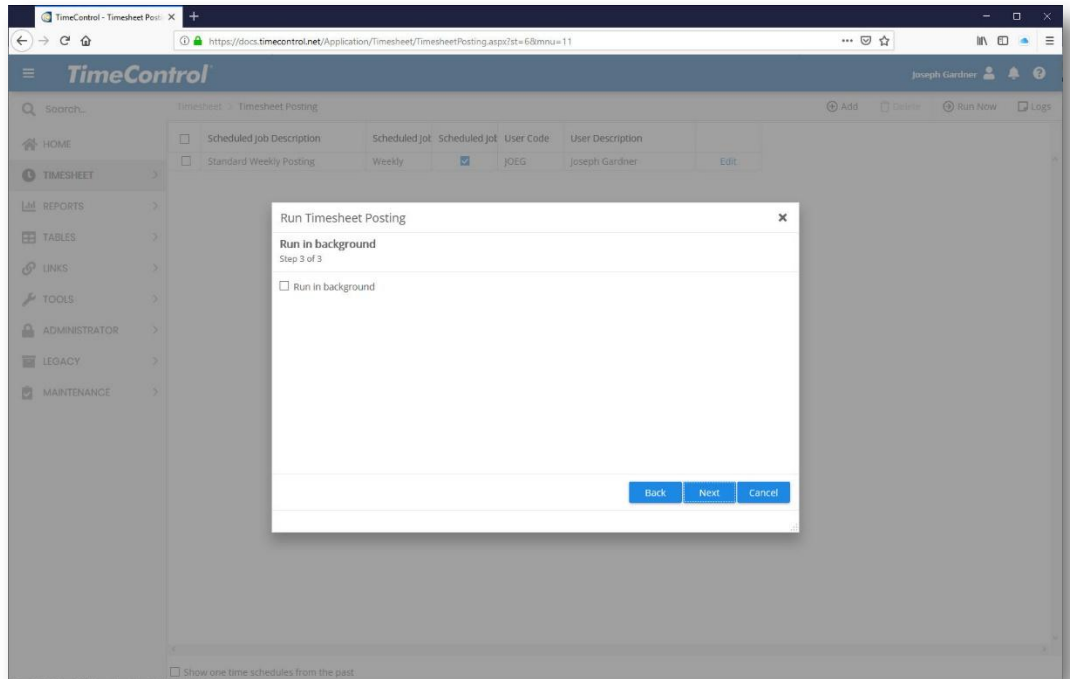 TimeControl - Timesheet Posti
https://docs.timecontrol.net/Application/Timesheet/TimesheetPosting.aspx?st=6&mnu=11
TimeControl
Joseph Gardner
Search...
Timesheet > Timesheet Posting
Add Delete Run Now Logs
HOME
TIMESHEET
REPORTS
TABLES
LINKS
TOOLS
ADMINISTRATOR
LEGACY
MAINTENANCE
Scheduled Job Description Scheduled Jot Scheduled Jot User Code User Description
Standard Weekly Posting Weekly JOEG Joseph Gardner Edit
Run Timesheet Posting
Run in background
Step 3 of 3
Run in background
Back Next Cancel
Show one time schedules from the past